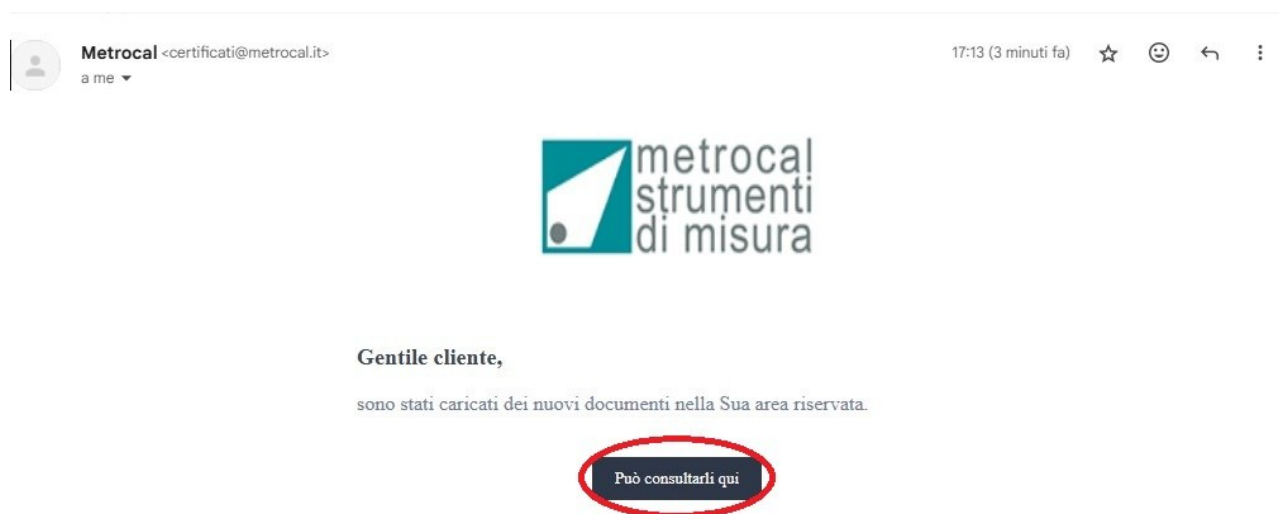 Metrocal <certificati@metrocal.it>
17:13 (3 minuti fa)
a me
metrocal
strumenti
di misura
Gentile cliente,
sono stati caricati dei nuovi documenti nella Sua area riservata.
Può consultarli qui